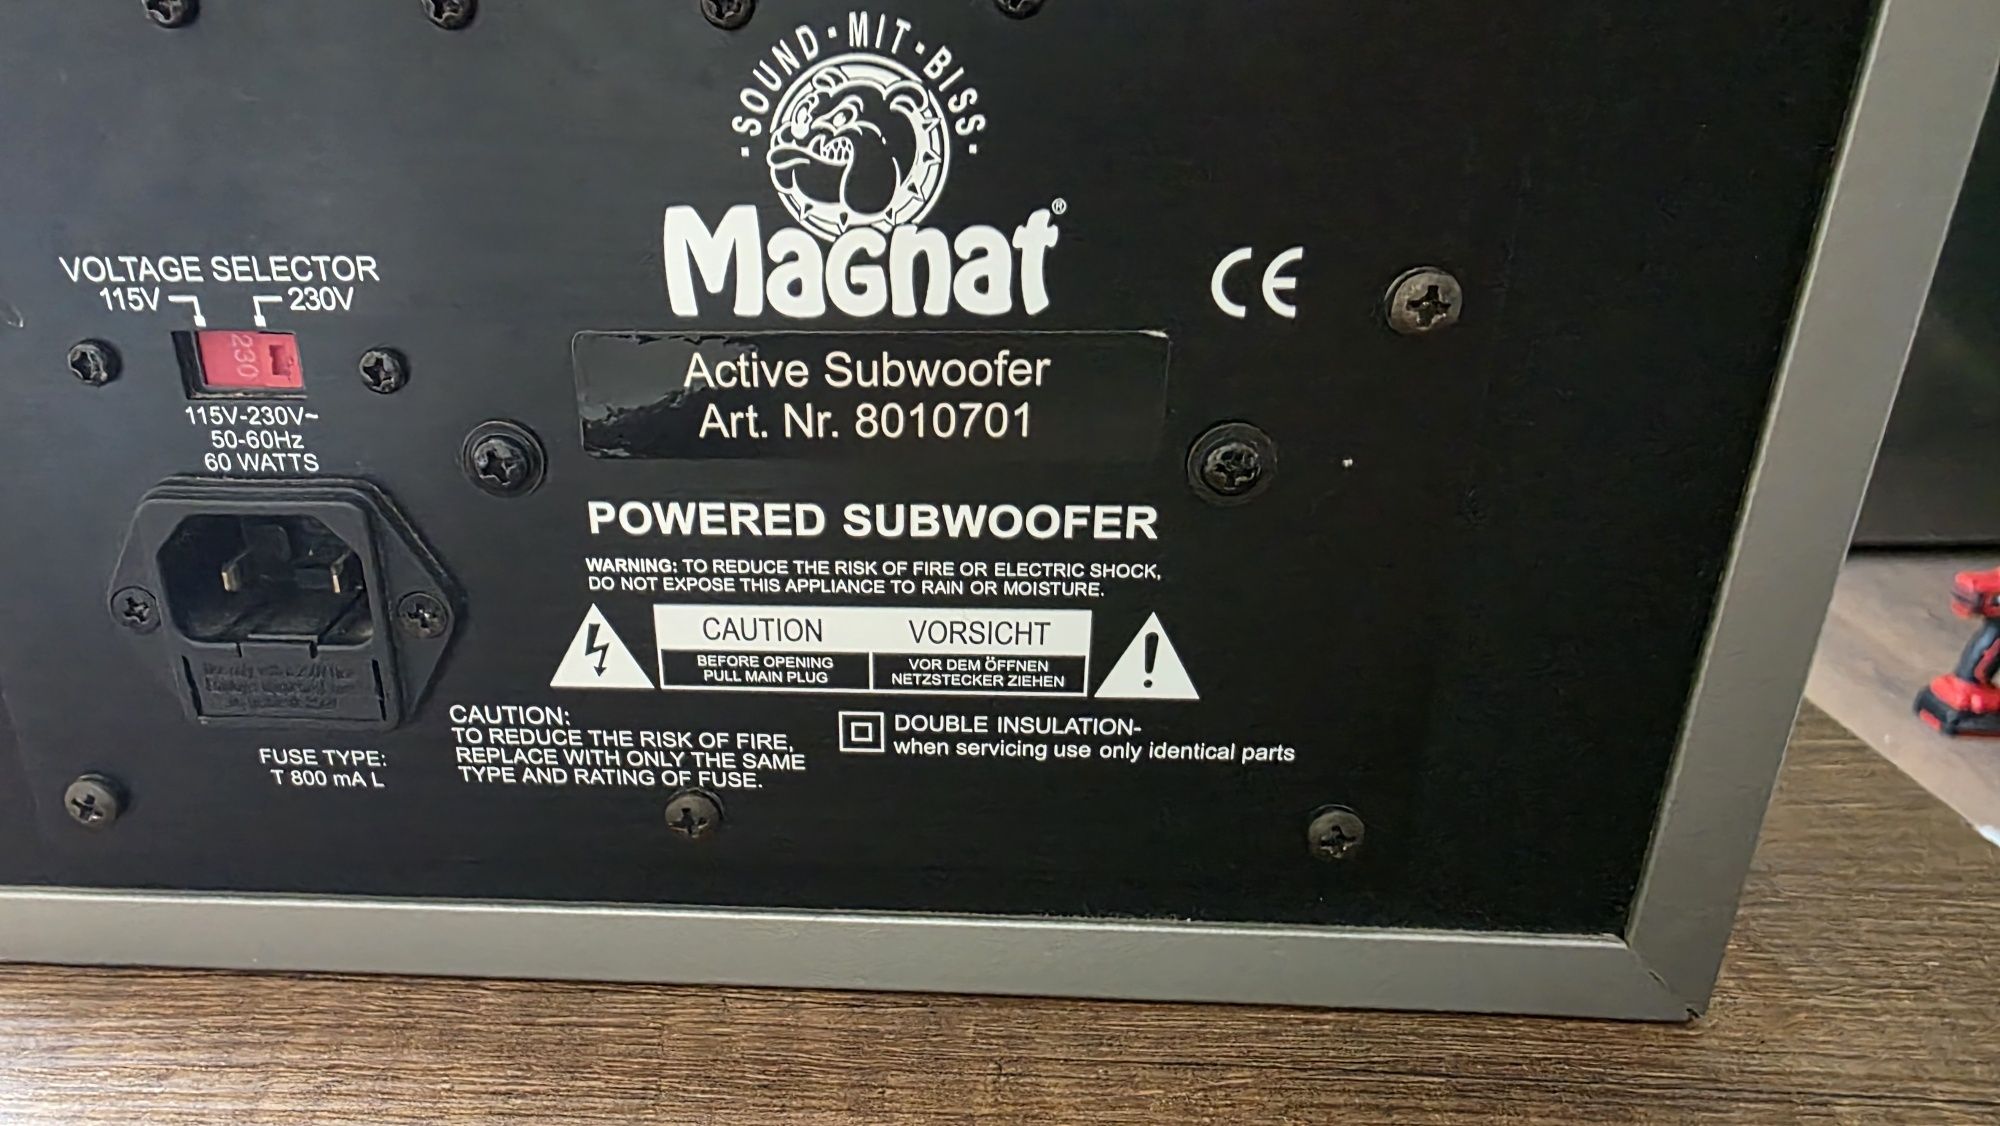 · SOUND · MIT · BISS ·
Magnat®
VOLTAGE SELECTOR
115V 230V
230
115V-230V~
50-60Hz
60 WATTS
CE
Active Subwoofer
Art. Nr. 8010701
POWERED SUBWOOFER
WARNING: TO REDUCE THE RISK OF FIRE OR ELECTRIC SHOCK,
DO NOT EXPOSE THIS APPLIANCE TO RAIN OR MOISTURE.
CAUTION
BEFORE OPENING
PULL MAIN PLUG
VORSICHT
VOR DEM ÖFFNEN
NETZSTECKER ZIEHEN
FUSE TYPE:
T 800 mA L
CAUTION:
TO REDUCE THE RISK OF FIRE,
REPLACE WITH ONLY THE SAME
TYPE AND RATING OF FUSE.
DOUBLE INSULATION-
when servicing use only identical parts